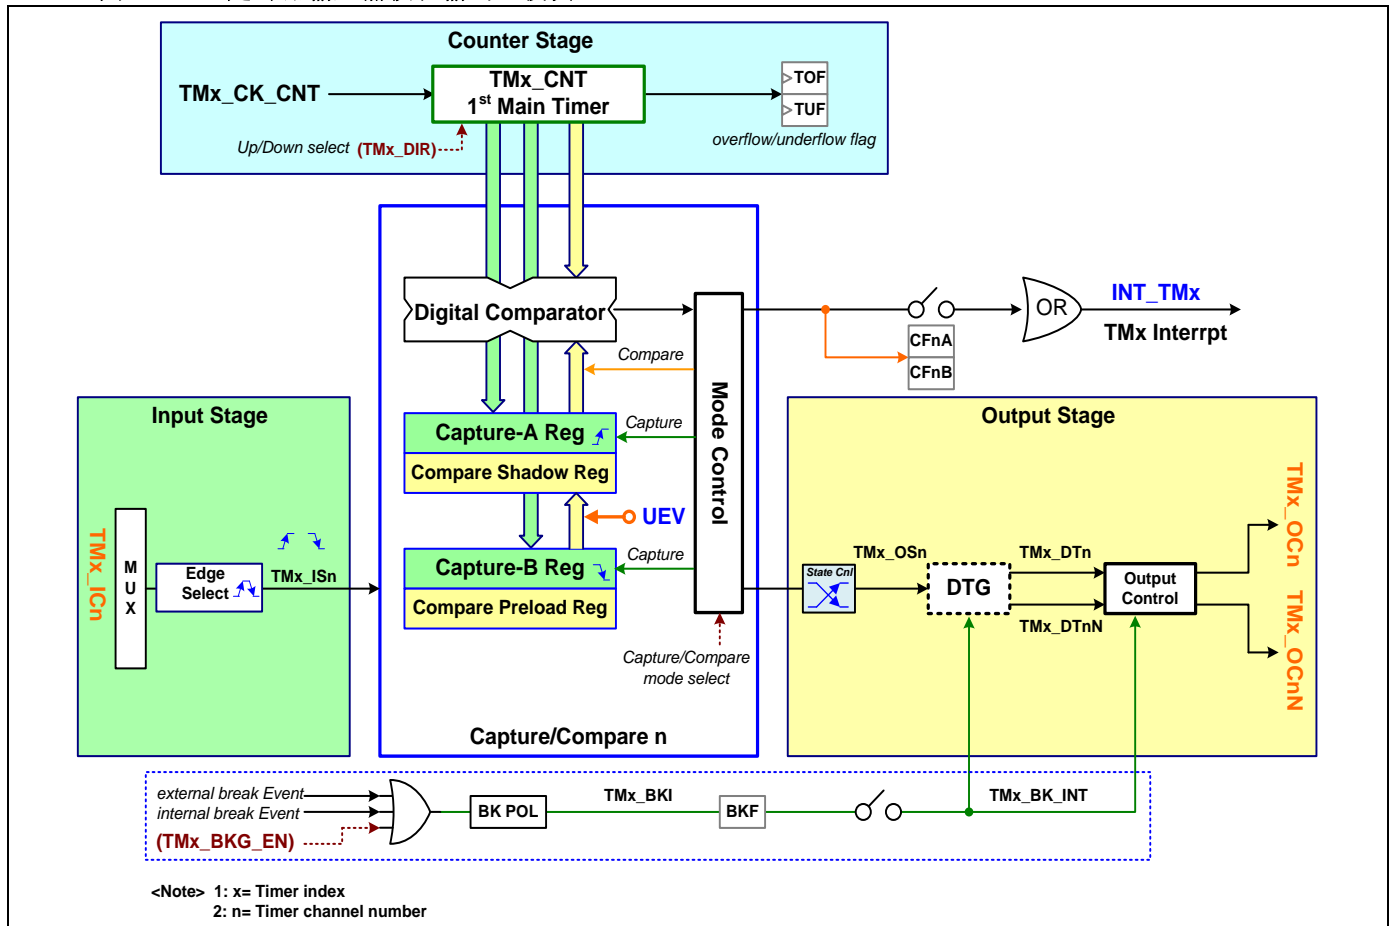 Counter Stage
TMx_CK_CNT
TMx_CNT
1st Main Timer
TOF
TUF
Up/Down select (TMx_DIR)
overflow/underflow flag
Digital Comparator
Compare
Capture-A Reg
Capture
Compare Shadow Reg
UEV
Capture-B Reg
Capture
Compare Preload Reg
Mode Control
Capture/Compare
mode select
Capture/Compare n
INT_TMx
OR
TMx Interrpt
CFnA
CFnB
Input Stage
TMx_ICn
MUX
Edge
Select
TMx_ISn
Output Stage
TMx_OSn
State Cnl
DTG
TMx_DTn
TMx_DTnN
Output
Control
TMx_OCn
TMx_OCnN
external break Event
internal break Event
(TMx_BKG_EN)
BK POL
TMx_BKI
BKF
TMx_BK_INT
<Note> 1: x= Timer index
2: n= Timer channel number